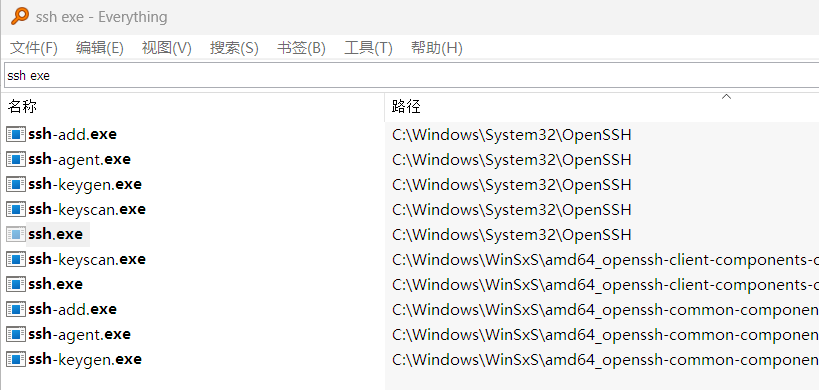 ssh exe - Everything
文件(F) 编辑(E) 视图(V) 搜索(S) 书签(B) 工具(T) 帮助(H)
ssh exe
名称 路径
ssh-add.exe C:\Windows\System32\OpenSSH
ssh-agent.exe C:\Windows\System32\OpenSSH
ssh-keygen.exe C:\Windows\System32\OpenSSH
ssh-keyscan.exe C:\Windows\System32\OpenSSH
ssh.exe C:\Windows\System32\OpenSSH
ssh-keyscan.exe C:\Windows\WinSxS\amd64_openssh-client-components-
ssh.exe C:\Windows\WinSxS\amd64_openssh-client-components-
ssh-add.exe C:\Windows\WinSxS\amd64_openssh-common-componen
ssh-agent.exe C:\Windows\WinSxS\amd64_openssh-common-componen
ssh-keygen.exe C:\Windows\WinSxS\amd64_openssh-common-componen